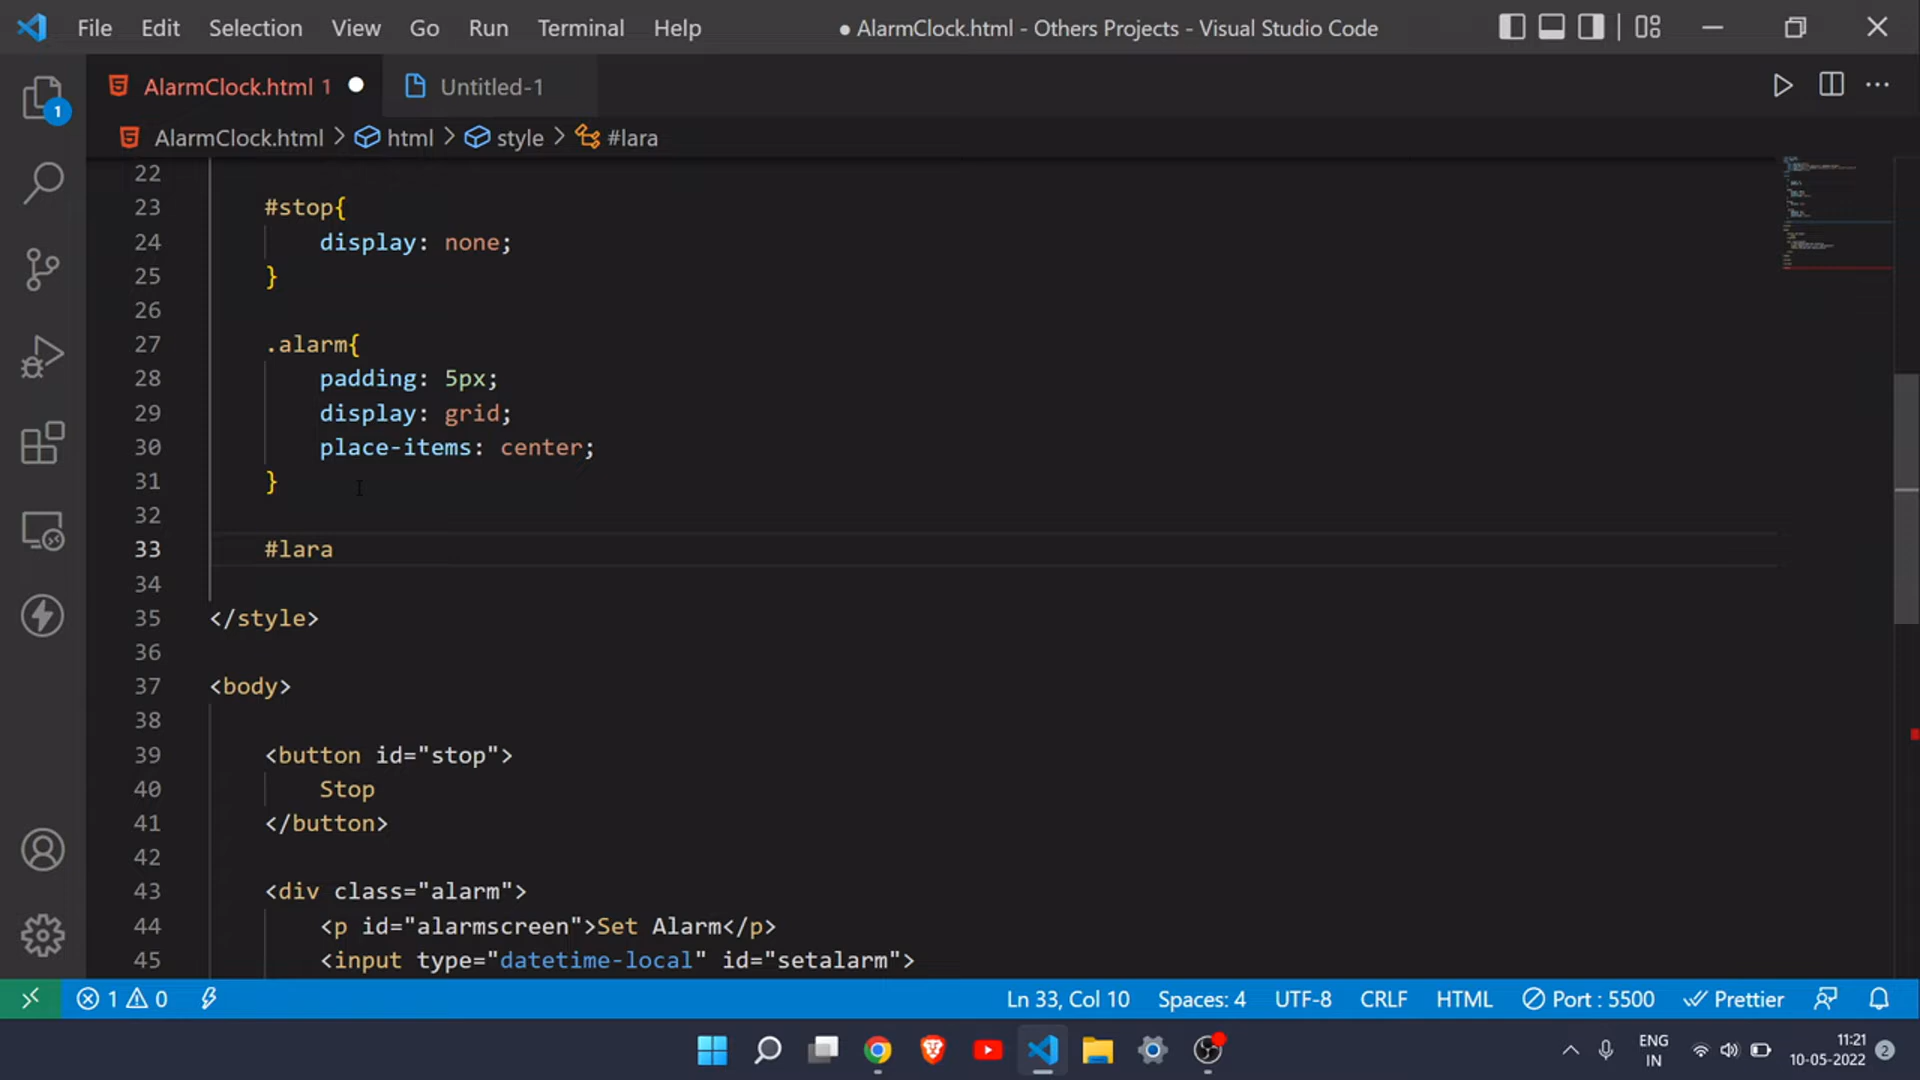 File Edit Selection View Go Run Terminal Help ● AlarmClock.html - Others Projects - Visual Studio Code
AlarmClock.html 1 ● Untitled-1
AlarmClock.html > html > style > #lara
1
22
23 #stop{
24 display: none;
25 }
26
27 .alarm{
28 padding: 5px;
29 display: grid;
30 place-items: center;
31 }
32
33 #lara
34
35 </style>
36
37 <body>
38
39 <button id="stop">
40 Stop
41 </button>
42
43 <div class="alarm">
44 <p id="alarmscreen">Set Alarm</p>
45 <input type="datetime-local" id="setalarm">
1 0 Ln 33, Col 10 Spaces: 4 UTF-8 CRLF HTML Port : 5500 Prettier
ENG IN 11:21 10-05-2022 2